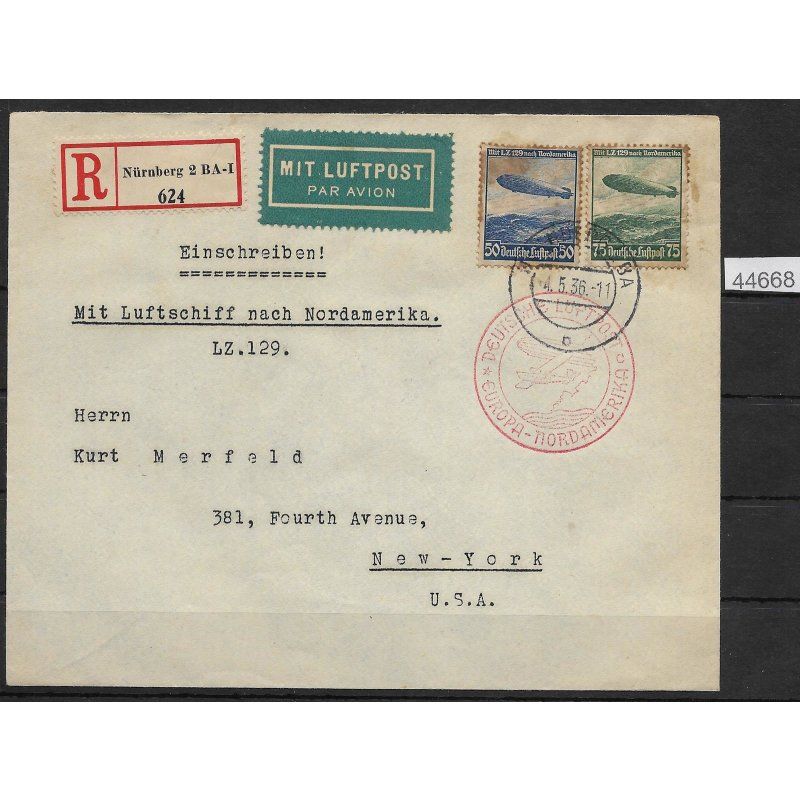 R
Nürnberg 2 BA-I
624
MIT LUFTPOST
PAR AVION
Mit LZ 129 nach Nordamerika
50 Deutsche Luftpost 50
Mit LZ 129 nach Nordamerika
75 Deutsche Luftpost 75
BA
4.5.36.-11
b
44668
Einschreiben!
=============
Mit Luftschiff nach Nordamerika.
LZ.129.
DEUTSCHE LUFTPOST
EUROPA-NORDAMERIKA
Herrn
Kurt Merfeld
381, Fourth Avenue,
New-York
U.S.A.